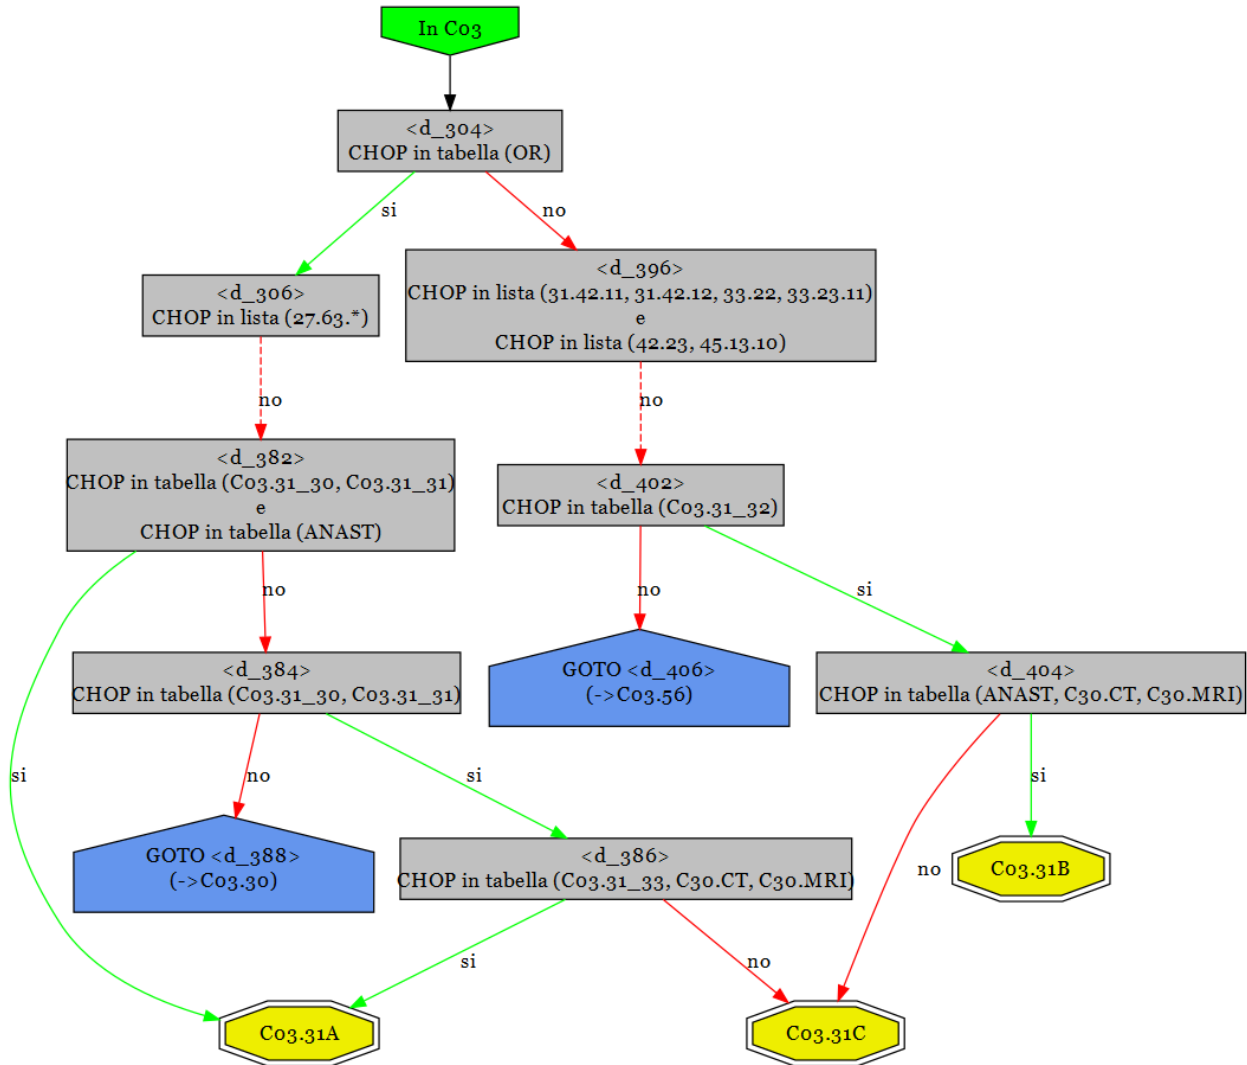 In C03
<d_304>
CHOP in tabella (OR)
si
no
<d_306>
CHOP in lista (27.63.*)
<d_396>
CHOP in lista (31.42.11, 31.42.12, 33.22, 33.23.11)
e
CHOP in lista (42.23, 45.13.10)
no
no
<d_382>
CHOP in tabella (C03.31_30, C03.31_31)
e
CHOP in tabella (ANAST)
<d_402>
CHOP in tabella (C03.31_32)
no
no
si
<d_384>
CHOP in tabella (C03.31_30, C03.31_31)
GOTO <d_406>
(->C03.56)
<d_404>
CHOP in tabella (ANAST, C30.CT, C30.MRI)
si
no
si
si
GOTO <d_388>
(->C03.30)
<d_386>
CHOP in tabella (C03.31_33, C30.CT, C30.MRI)
no
C03.31B
si
no
C03.31A
C03.31C